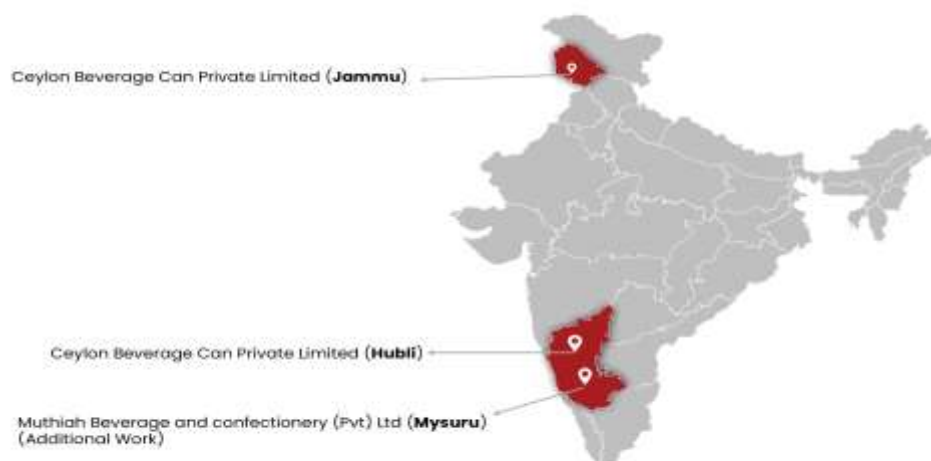 Ceylon Beverage Can Private Limited (Jammu)
Ceylon Beverage Can Private Limited (Hubli)
Muthiah Beverage and confectionery (Pvt) Ltd (Mysuru)
(Additional Work)